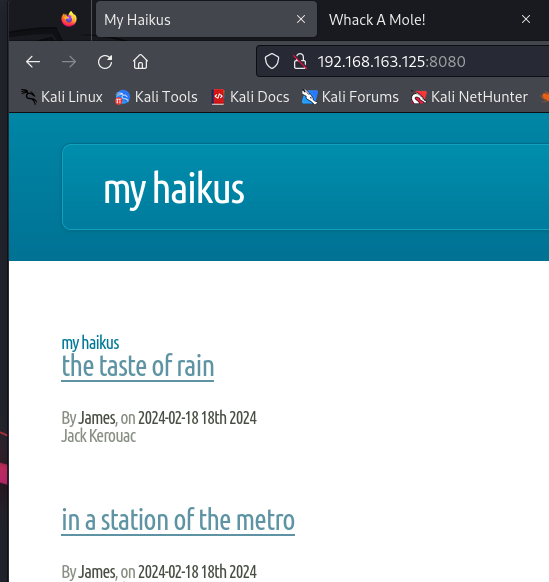 My Haikus
Whack A Mole!
192.168.163.125:8080
Kali Linux Kali Tools Kali Docs Kali Forums Kali NetHunter
my haikus
my haikus
the taste of rain
By James, on 2024-02-18 18th 2024
Jack Kerouac
in a station of the metro
By James, on 2024-02-18 18th 2024